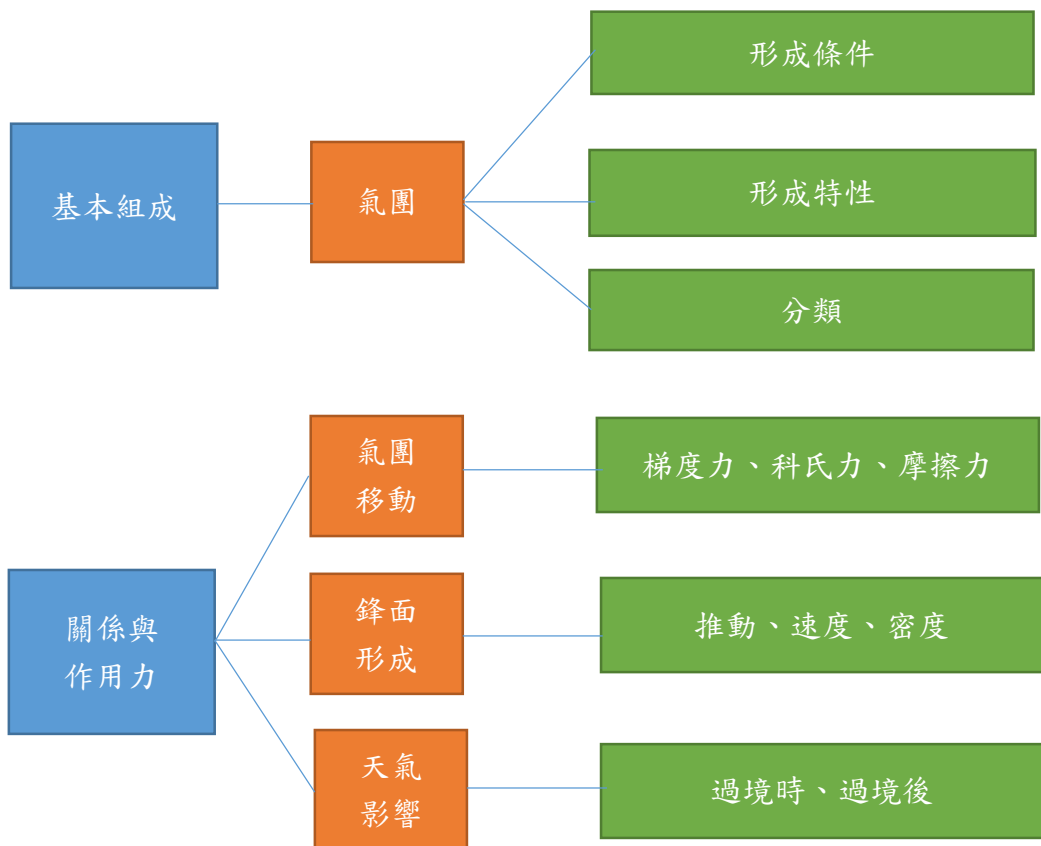 基本組成
氣團
形成條件
形成特性
分類
關係與
作用力
氣團
移動
梯度力、科氏力、摩擦力
鋒面
形成
推動、速度、密度
天氣
影響
過境時、過境後